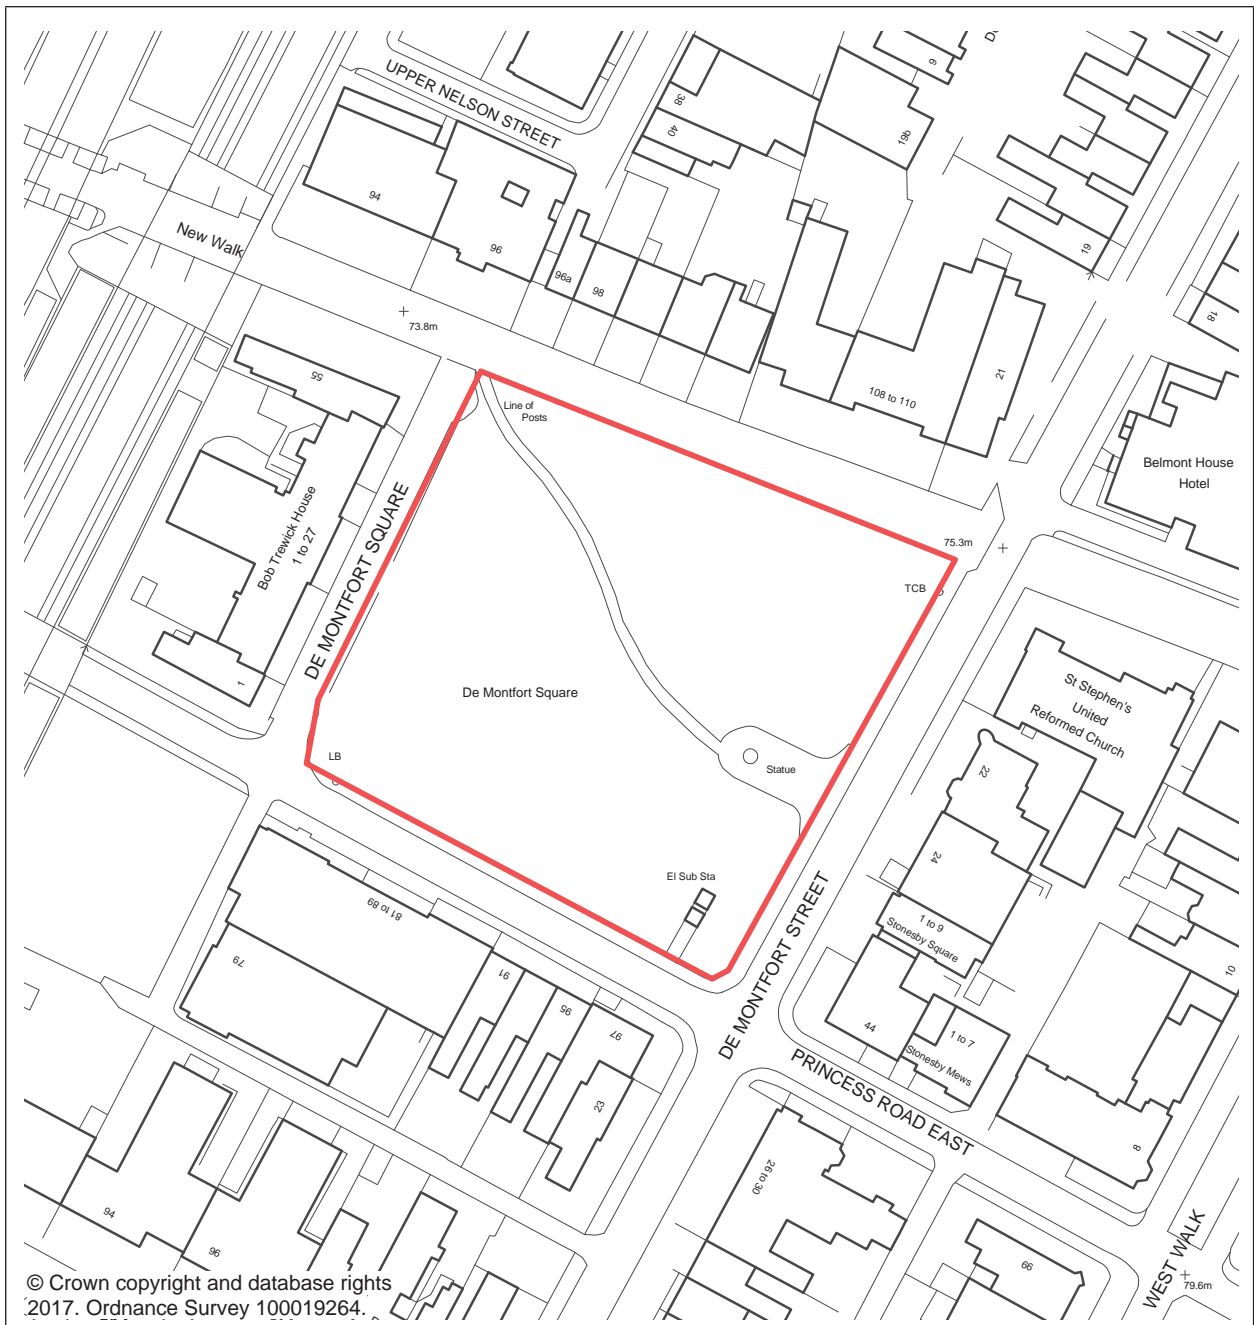 UPPER NELSON STREET
38
40
6
19b
19
18
94
96
96a
98
New Walk
73.8m
55
Line of
Posts
108 to 110
21
Belmont House
Hotel
75.3m
TCB
Bob Trewick House
1 to 27
DE MONTFORT SQUARE
1
De Montfort Square
St Stephen's
United
Reformed Church
LB
Statue
22
24
El Sub Sta
81 to 89
79
91
95
97
23
DE MONTFORT STREET
1 to 9
Stonesby Square
44
1 to 7
Stonesby Mews
10
PRINCESS ROAD EAST
8
26 to 30
66
WEST WALK
79.6m
94
96
© Crown copyright and database rights
2017. Ordnance Survey 100019264.